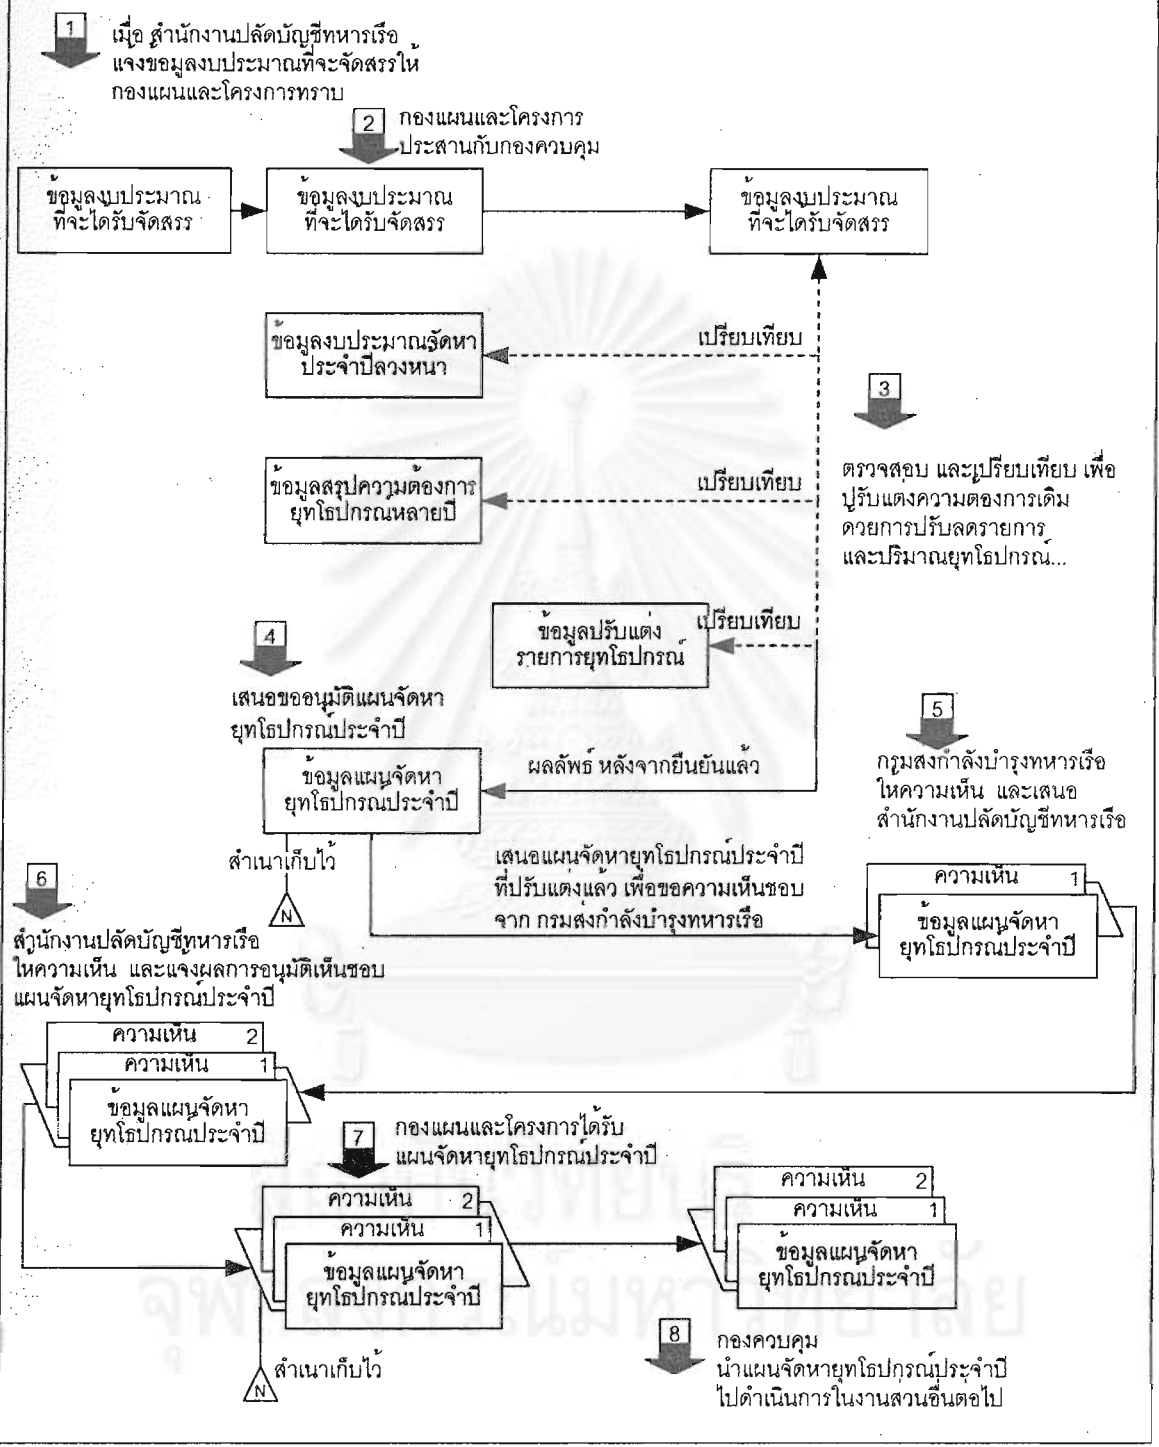 1
เมื่อ สำนักงานปลัดบัญชีทหารเรือ
แจ้งข้อมูลงบประมาณที่จะจัดสรรให้
กองแผนและโครงการทราบ
2
กองแผนและโครงการ
ประสานกับกองควบคุม
ข้อมูลงบประมาณ
ที่จะได้รับจัดสรร
ข้อมูลงบประมาณ
ที่จะได้รับจัดสรร
ข้อมูลงบประมาณ
ที่จะได้รับจัดสรร
ข้อมูลงบประมาณจัดหา
ประจำปีล่วงหน้า
เปรียบเทียบ
3
ตรวจสอบ และเปรียบเทียบ เพื่อ
ปรับแต่งความต้องการเดิม
ด้วยการปรับลดรายการ
และปริมาณยุทโธปกรณ์...
ข้อมูลสรุปความต้องการ
ยุทโธปกรณ์หลายปี
เปรียบเทียบ
ข้อมูลปรับแต่ง
รายการยุทโธปกรณ์
เปรียบเทียบ
4
เสนอขออนุมัติแผนจัดหา
ยุทโธปกรณ์ประจำปี
ข้อมูลแผนจัดหา
ยุทโธปกรณ์ประจำปี
ผลลัพธ์ หลังจากยืนยันแล้ว
5
กรมส่งกำลังบำรุงทหารเรือ
ให้ความเห็น และเสนอ
สำนักงานปลัดบัญชีทหารเรือ
สำเนาเก็บไว้
N
เสนอแผนจัดหายุทโธปกรณ์ประจำปี
ที่ปรับแต่งแล้ว เพื่อขอความเห็นชอบ
จาก กรมส่งกำลังบำรุงทหารเรือ
ความเห็น 1
ข้อมูลแผนจัดหา
ยุทโธปกรณ์ประจำปี
6
สำนักงานปลัดบัญชีทหารเรือ
ให้ความเห็น และแจ้งผลการอนุมัติเห็นชอบ
แผนจัดหายุทโธปกรณ์ประจำปี
ความเห็น 2
ความเห็น 1
ข้อมูลแผนจัดหา
ยุทโธปกรณ์ประจำปี
7
กองแผนและโครงการได้รับ
แผนจัดหายุทโธปกรณ์ประจำปี
ความเห็น 2
ความเห็น 1
ข้อมูลแผนจัดหา
ยุทโธปกรณ์ประจำปี
ความเห็น 2
ความเห็น 1
ข้อมูลแผนจัดหา
ยุทโธปกรณ์ประจำปี
สำเนาเก็บไว้
N
8
กองควบคุม
นำแผนจัดหายุทโธปกรณ์ประจำปี
ไปดำเนินการในงานส่วนอื่นต่อไป
จุฬาลงกรณ์มหาวิทยาลัย